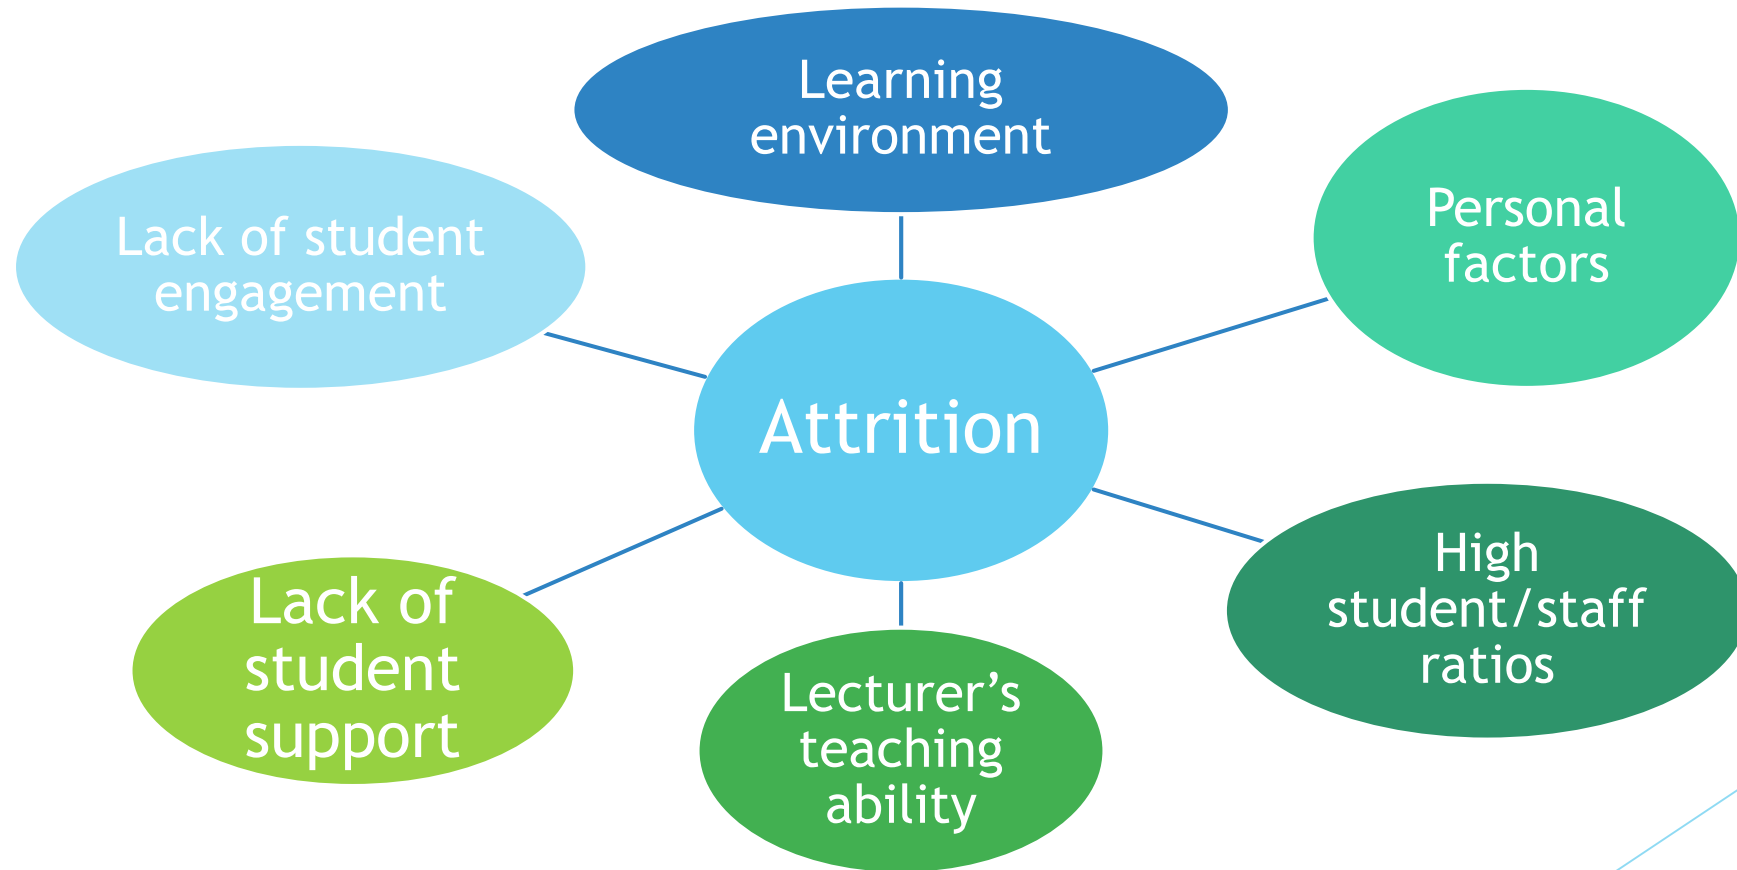 Learning
environment
Personal
factors
Lack of student
engagement
Attrition
High
student/staff
ratios
Lack of
student
support
Lecturer’s
teaching
ability